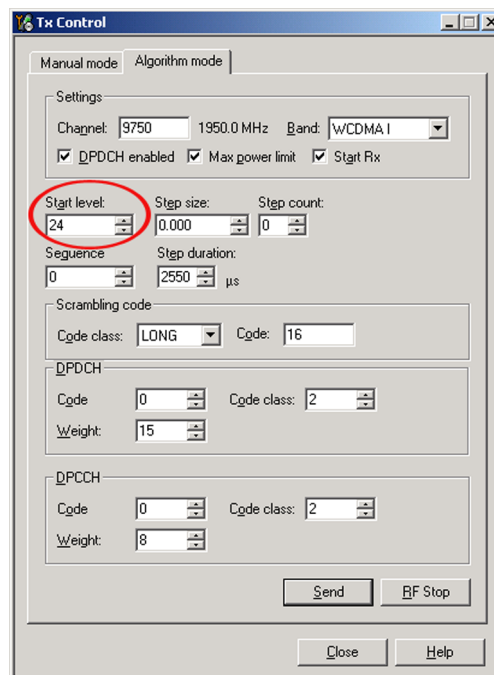 Tx Control
Manual mode Algorithm mode
Settings
Channel: 9750 1950.0 MHz Band: WCDMA I
DPDCH enabled Max power limit Start Rx
Start level: Step size: Step count:
24 0.000 0
Sequence Step duration:
0 2550 µs
Scrambling code
Code class: LONG Code: 16
DPDCH
Code 0 Code class: 2
Weight: 15
DPCCH
Code 0 Code class: 2
Weight: 8
Send RF Stop
Close Help